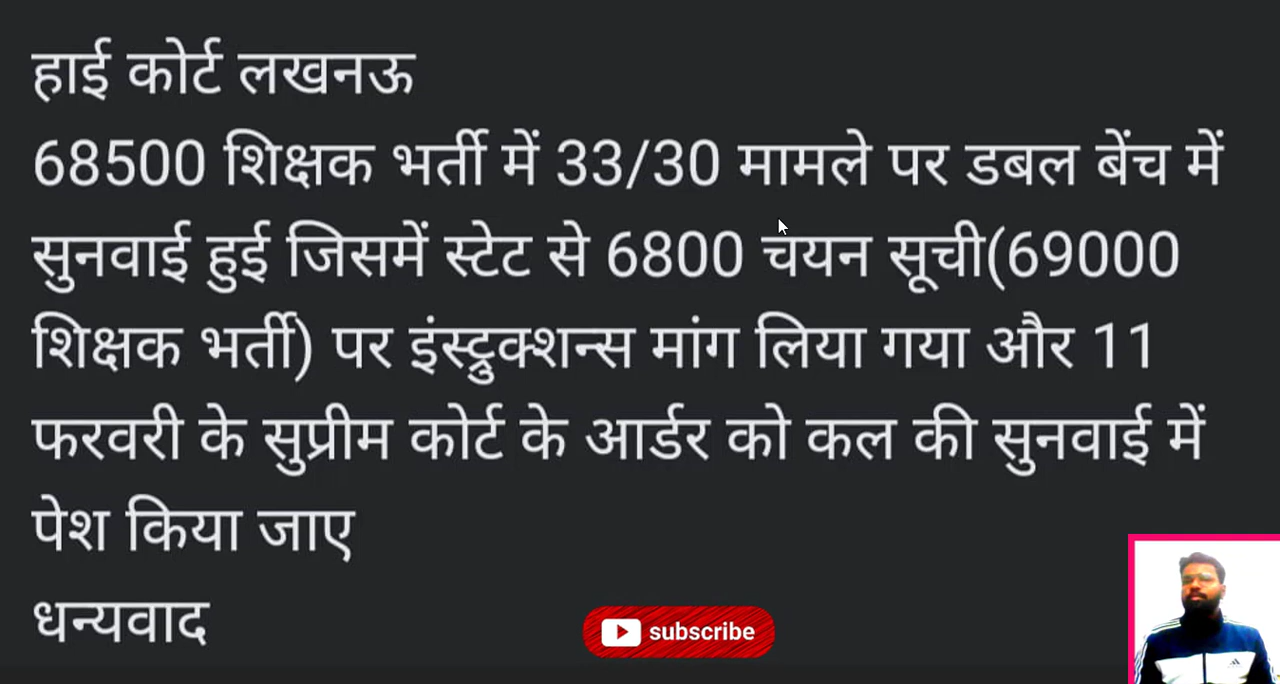 हाई कोर्ट लखनऊ
68500 शिक्षक भर्ती में 33/30 मामले पर डबल बेंच में
सुनवाई हुई जिसमें स्टेट से 6800 चयन सूची(69000
शिक्षक भर्ती) पर इंस्ट्रुक्शन्स मांग लिया गया और 11
फरवरी के सुप्रीम कोर्ट के आर्डर को कल की सुनवाई में
पेश किया जाए
धन्यवाद
subscribe